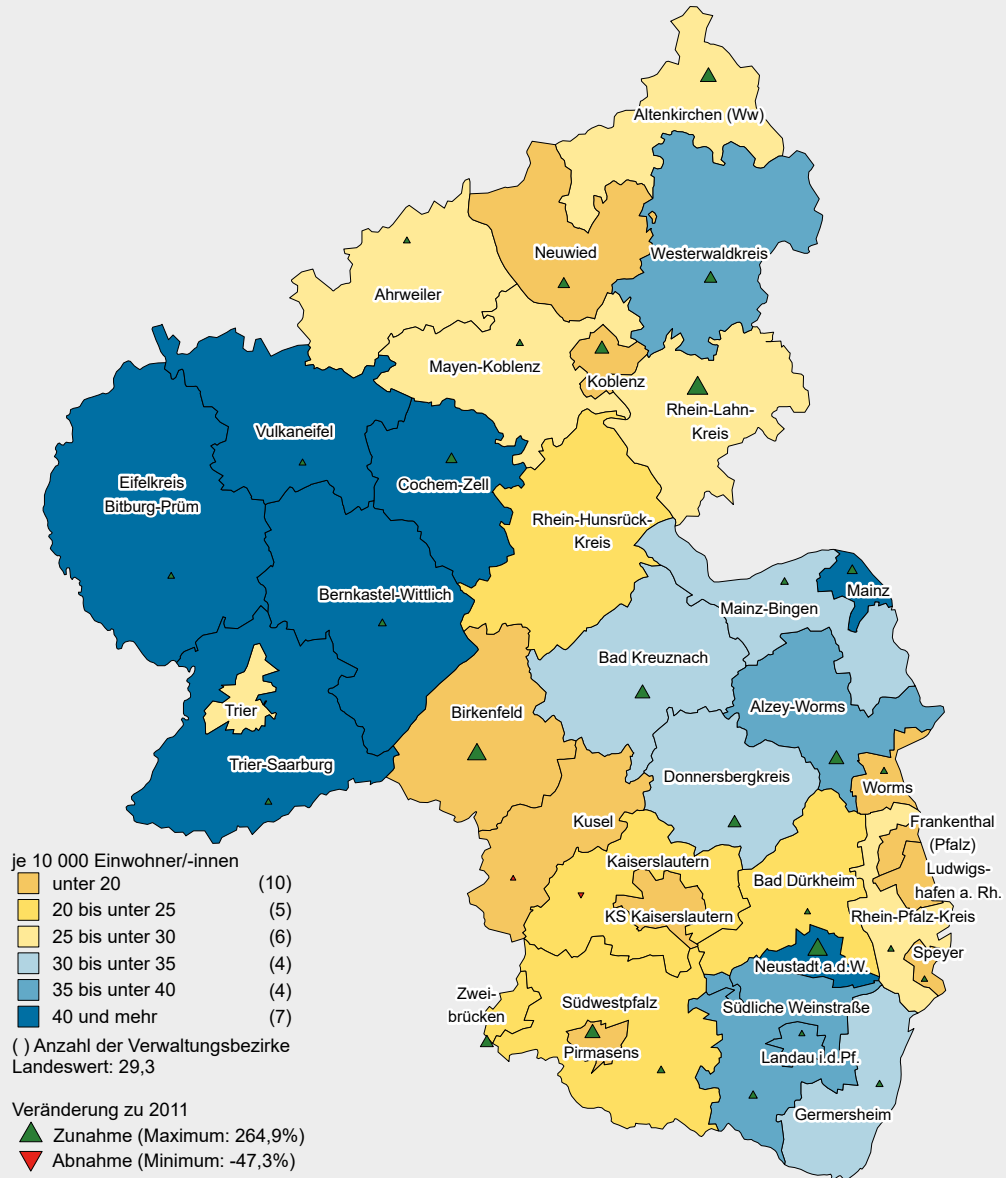 Altenkirchen (Ww)
Neuwied
Westerwaldkreis
Ahrweiler
Mayen-Koblenz
Koblenz
Rhein-Lahn-
Kreis
Vulkaneifel
Eifelkreis
Bitburg-Prüm
Cochem-Zell
Rhein-Hunsrück-
Kreis
Bernkastel-Wittlich
Mainz
Mainz-Bingen
Bad Kreuznach
Trier
Birkenfeld
Alzey-Worms
Trier-Saarburg
Donnersbergkreis
Worms
Kusel
Frankenthal
(Pfalz)
Kaiserslautern
Ludwigs-
hafen a. Rh.
Bad Dürkheim
KS Kaiserslautern
Rhein-Pfalz-Kreis
Speyer
Neustadt a.d.W.
Zwei-
brücken
Südwestpfalz
Südliche Weinstraße
Pirmasens
Landau i.d.Pf.
Germersheim
je 10 000 Einwohner/-innen
unter 20 (10)
20 bis unter 25 (5)
25 bis unter 30 (6)
30 bis unter 35 (4)
35 bis unter 40 (4)
40 und mehr (7)
( ) Anzahl der Verwaltungsbezirke
Landeswert: 29,3
Veränderung zu 2011
Zunahme (Maximum: 264,9%)
Abnahme (Minimum: -47,3%)